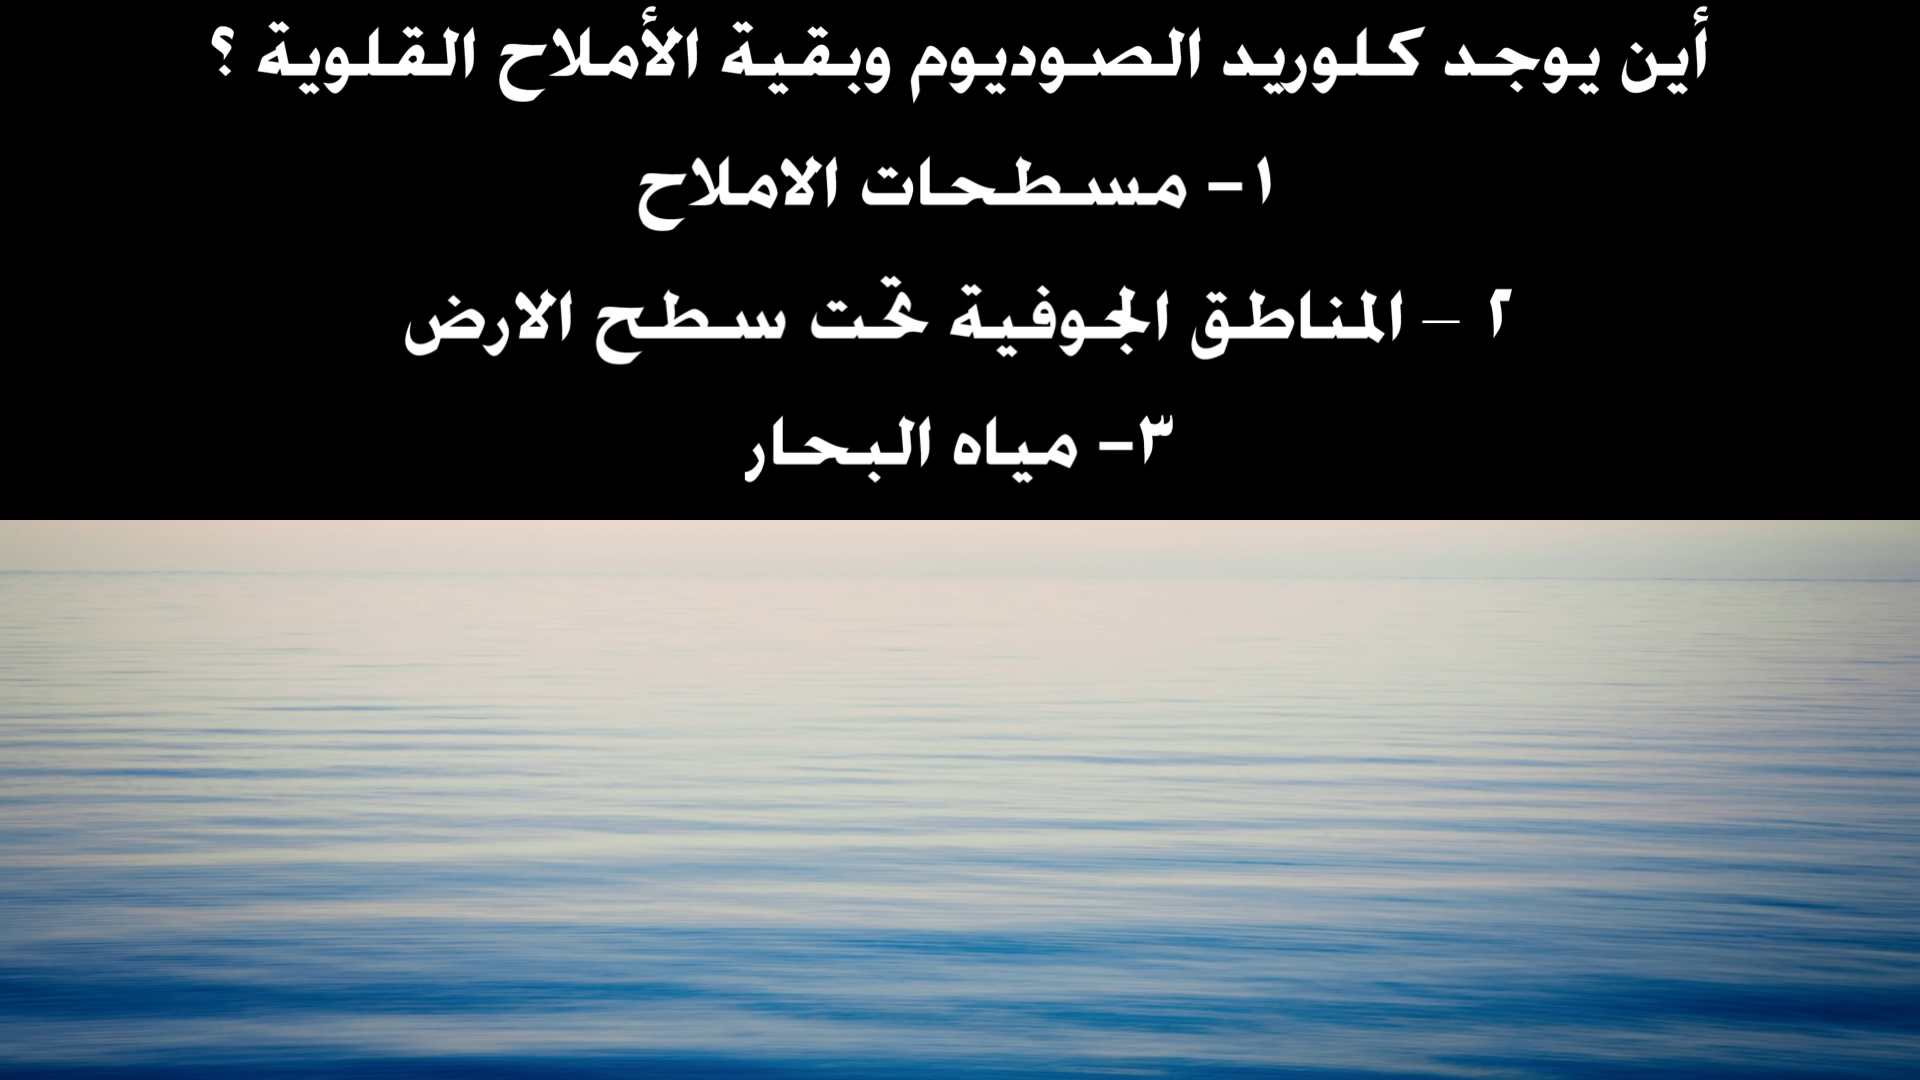 أين يوجد كلوريد الصوديوم وبقية الأملاح القلوية ؟
١- مسطحات الاملاح
٢ – المناطق الجوفية تحت سطح الارض
٣- مياه البحار